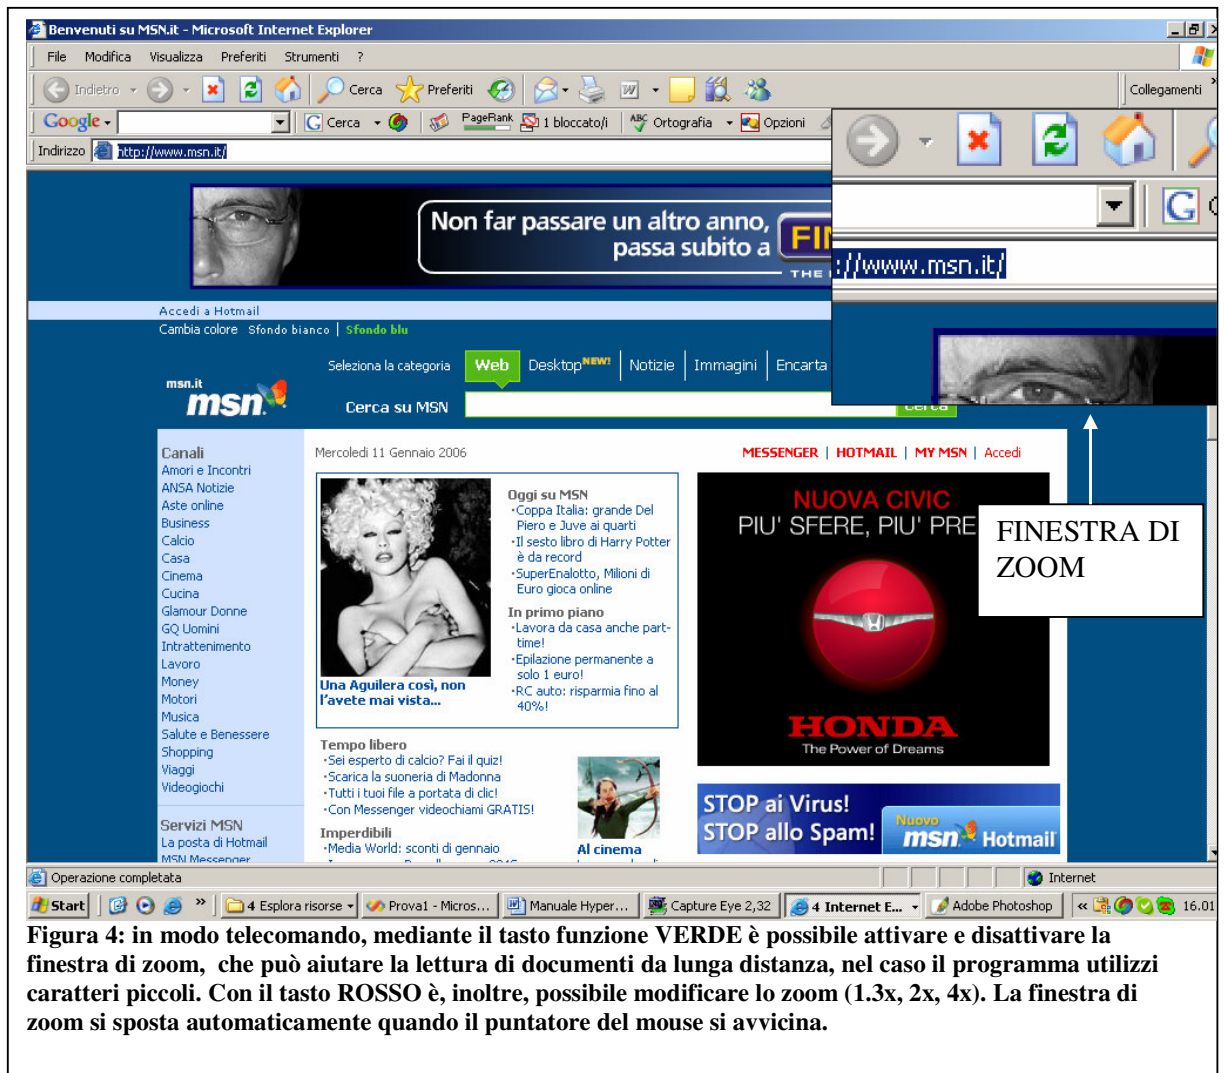 Benvenuti su MSN.it - Microsoft Internet Explorer
File Modifica Visualizza Preferiti Strumenti ?
Indietro Cerca Preferiti Collegamenti »
Google Cerca PageRank 1 bloccato/i ABC Ortografia Opzioni
Indirizzo http://www.msn.it/
G
://www.msn.it/
Non far passare un altro anno,
passa subito a
THE
Accedi a Hotmail
Cambia colore Sfondo bianco | Sfondo blu
Seleziona la categoria Web Desktop NEW! Notizie Immagini Encarta
msn.it
msn Cerca su MSN Cerca
Canali
Amori e Incontri
ANSA Notizie
Aste online
Business
Calcio
Casa
Cinema
Cucina
Glamour Donne
GQ Uomini
Intrattenimento
Lavoro
Money
Motori
Musica
Salute e Benessere
Shopping
Viaggi
Videogiochi
Servizi MSN
La posta di Hotmail
MSN Messenger
Mercoledì 11 Gennaio 2006
MESSENGER | HOTMAIL | MY MSN | Accedi
Una Aguilera così, non
l'avete mai vista...
Oggi su MSN
·Coppa Italia: grande Del
Piero e Juve ai quarti
·Il sesto libro di Harry Potter
è da record
·SuperEnalotto, Milioni di
Euro gioca online
In primo piano
·Lavora da casa anche part-
time!
·Epilazione permanente a
solo 1 euro!
·RC auto: risparmia fino al
40%!
NUOVA CIVIC
PIU' SFERE, PIU' PRE
HONDA
The Power of Dreams
FINESTRA DI
ZOOM
Tempo libero
·Sei esperto di calcio? Fai il quiz!
·Scarica la suoneria di Madonna
·Tutti i tuoi file a portata di clic!
·Con Messenger videochiami GRATIS!
Imperdibili
·Media World: sconti di gennaio
Al cinema
STOP ai Virus!
STOP allo Spam!
Nuovo
msn Hotmail
Operazione completata Internet
Start » 4 Esplora risorse Prova1 - Micros... Manuale Hyper... Capture Eye 2,32 4 Internet E... Adobe Photoshop « 16.01
Figura 4: in modo telecomando, mediante il tasto funzione VERDE è possibile attivare e disattivare la
finestra di zoom, che può aiutare la lettura di documenti da lunga distanza, nel caso il programma utilizzi
caratteri piccoli. Con il tasto ROSSO è, inoltre, possibile modificare lo zoom (1.3x, 2x, 4x). La finestra di
zoom si sposta automaticamente quando il puntatore del mouse si avvicina.